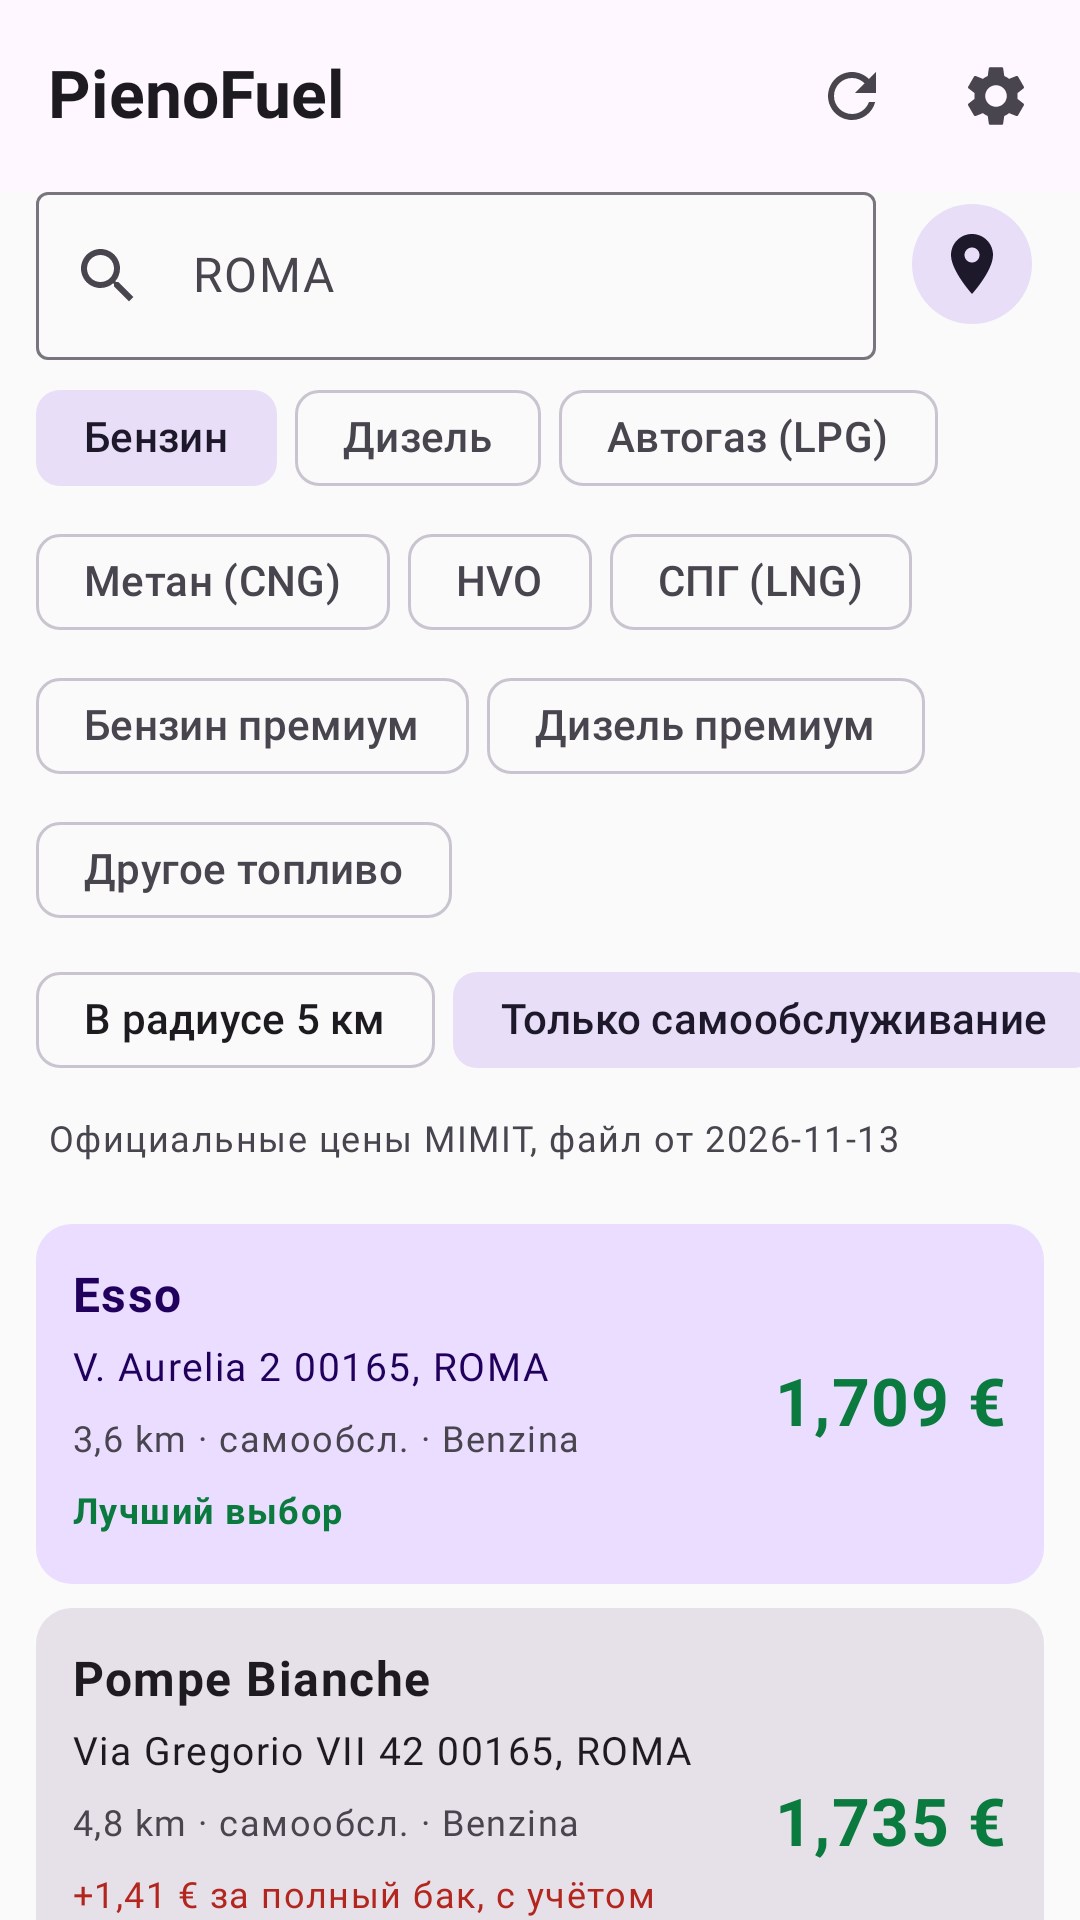 PienoFuel
ROMA
Бензин
Дизель
Автогаз (LPG)
Метан (CNG)
HVO
СПГ (LNG)
Бензин премиум
Дизель премиум
Другое топливо
В радиусе 5 км
Только самообслуживание
Официальные цены MIMIT, файл от 2026-11-13
Esso
V. Aurelia 2 00165, ROMA
1,709 €
3,6 km · самообсл. · Benzina
Лучший выбор
Pompe Bianche
Via Gregorio VII 42 00165, ROMA
4,8 km · самообсл. · Benzina
1,735 €
+1,41 € за полный бак, с учётом